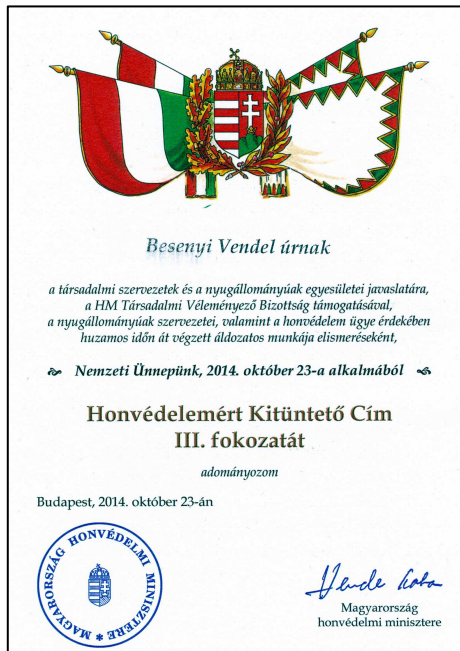 Besenyi Vendel úrnak
a társadalmi szervezetek és a nyugállományúak egyesületei javaslatára,
a HM Társadalmi Véleményező Bizottság támogatásával,
a nyugállományúak szervezetei, valamint a honvédelem ügye érdekében
huzamos időn át végzett áldozatos munkája elismeréseként,
Nemzeti Ünnepünk, 2014. október 23-a alkalmából
Honvédelemért Kitüntető Cím
III. fokozatát
adományozom
Budapest, 2014. október 23-án
MAGYARORSZÁG HONVÉDELMI MINISZTERE *
Hende Csaba
Magyarország
honvédelmi minisztere